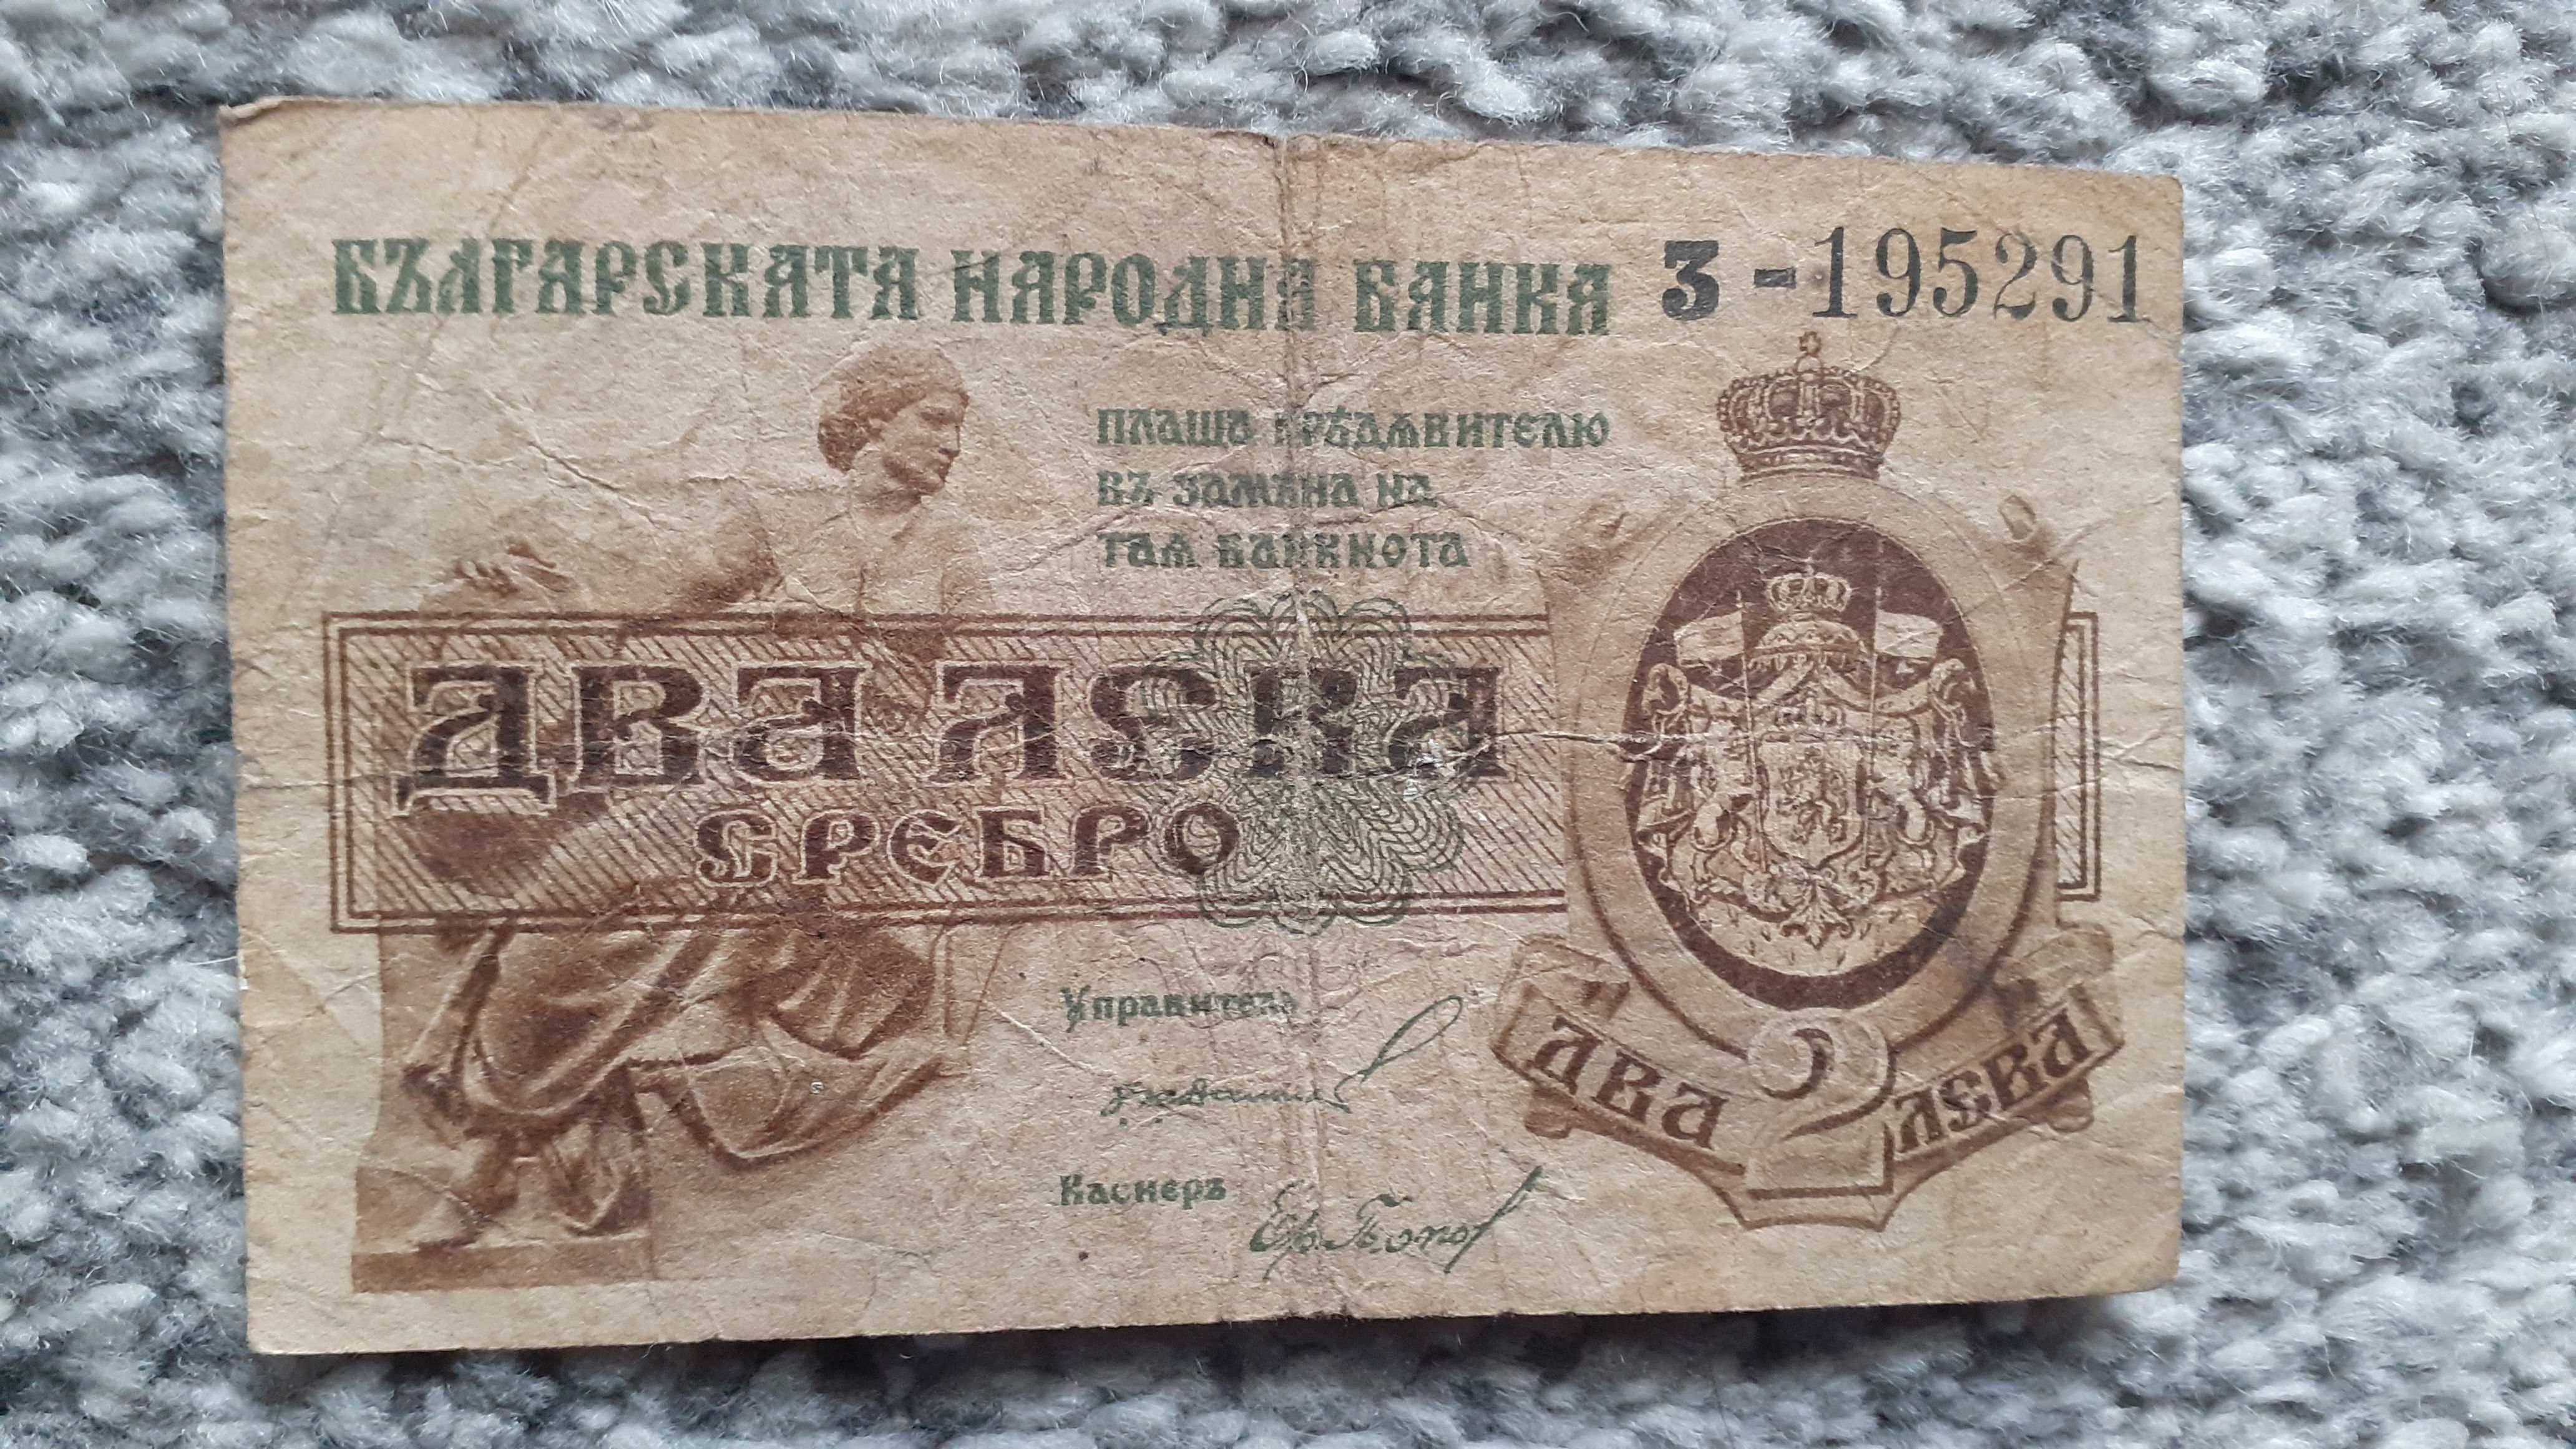 БЪЛГАРСКАТА НАРОДНА БАНКА З-195291
ПЛАЩА ПРѢДЯВИТЕЛЮ
ВЪ ЗАМѢНА НА
ТАЯ БАНКНОТА
ДВА ЛЕВА
СРЕБРО
Управитель
Касиеръ
Попов
ДВА 2 ЛЕВА